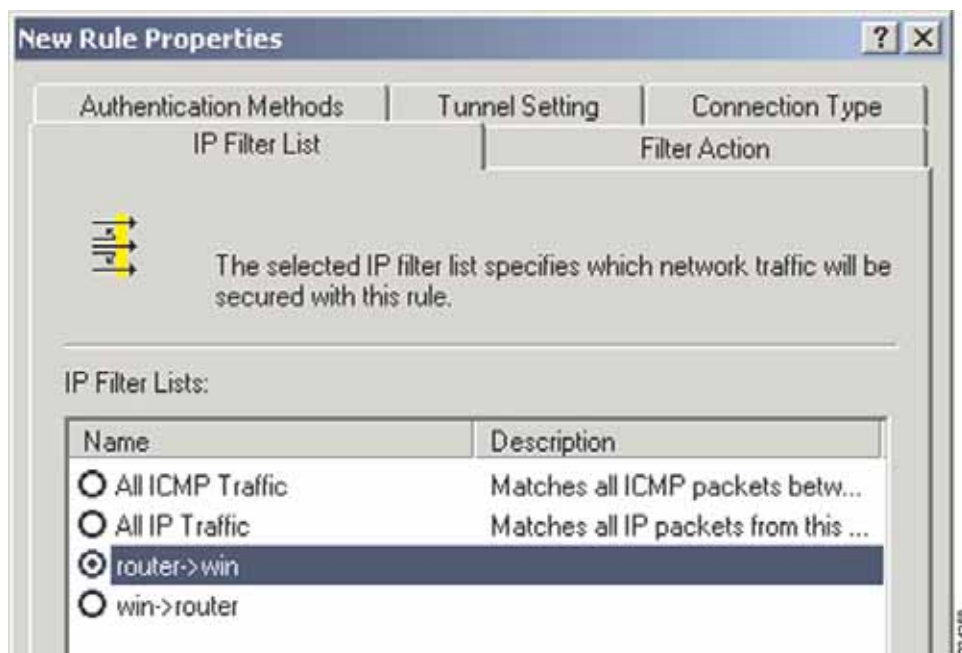 New Rule Properties
Authentication Methods
Tunnel Setting
Connection Type
IP Filter List
Filter Action
The selected IP filter list specifies which network traffic will be
secured with this rule.
IP Filter Lists:
Name Description
All ICMP Traffic Matches all ICMP packets betw...
All IP Traffic Matches all IP packets from this ...
router->win
win->router